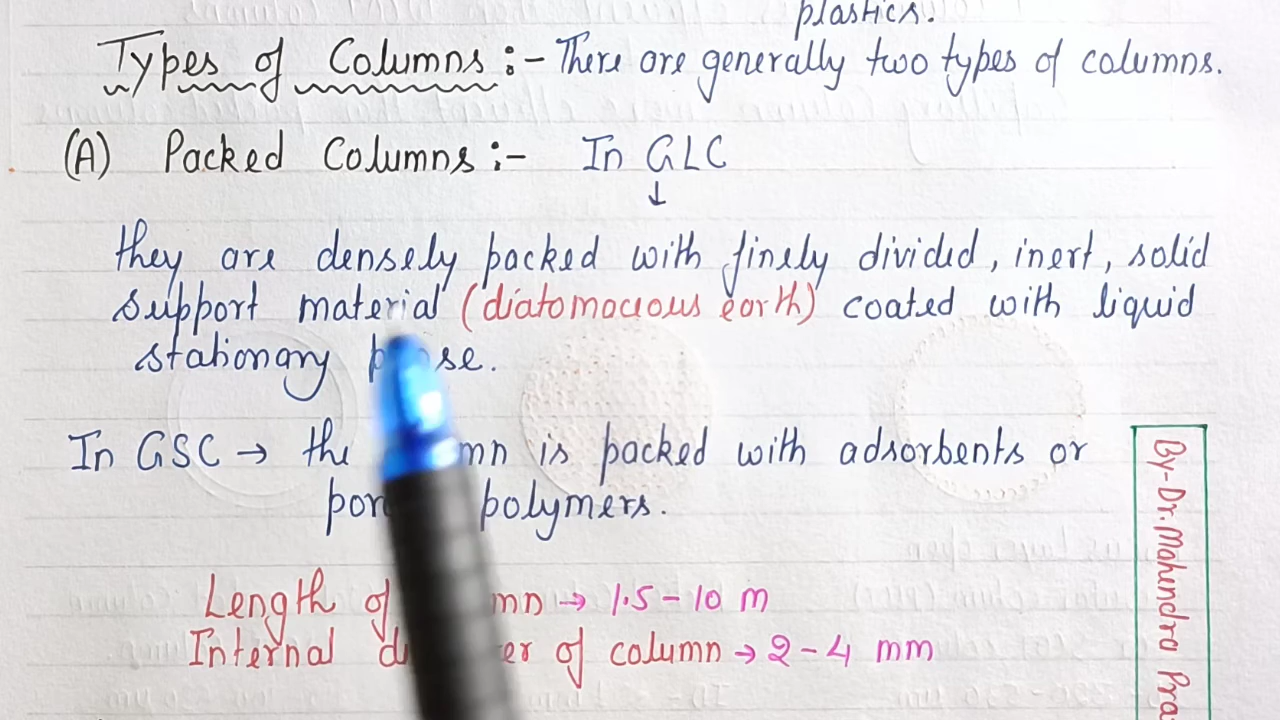 plastics.
Types of Columns :- There are generally two types of columns.
(A) Packed Columns :- In GLC
↓
they are densely packed with finely divided, inert, solid
support material (diatomacious earth) coated with liquid
stationary
In GSC → the is packed with adsorbents or
polymers.
Length of → 1.5 - 10 m
Internal of column → 2 - 4 mm
By - Dr. Mahendra